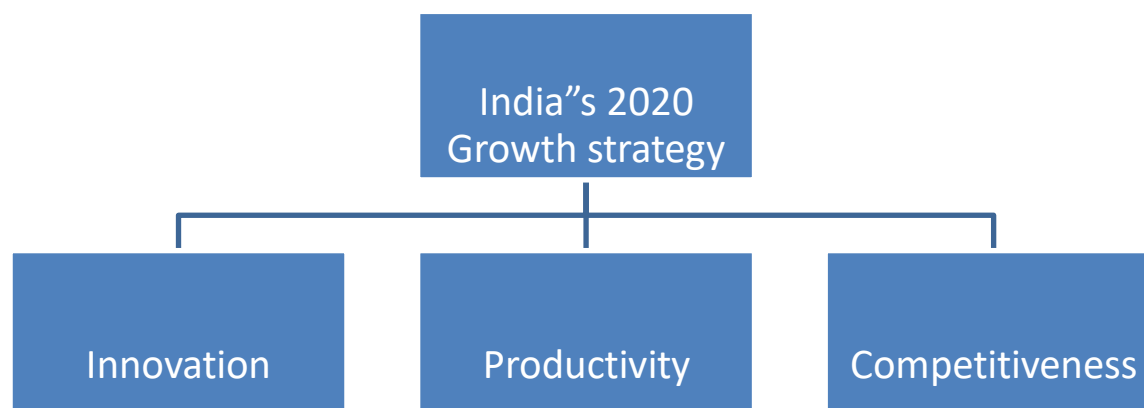 India”s 2020
Growth strategy
Innovation
Productivity
Competitiveness